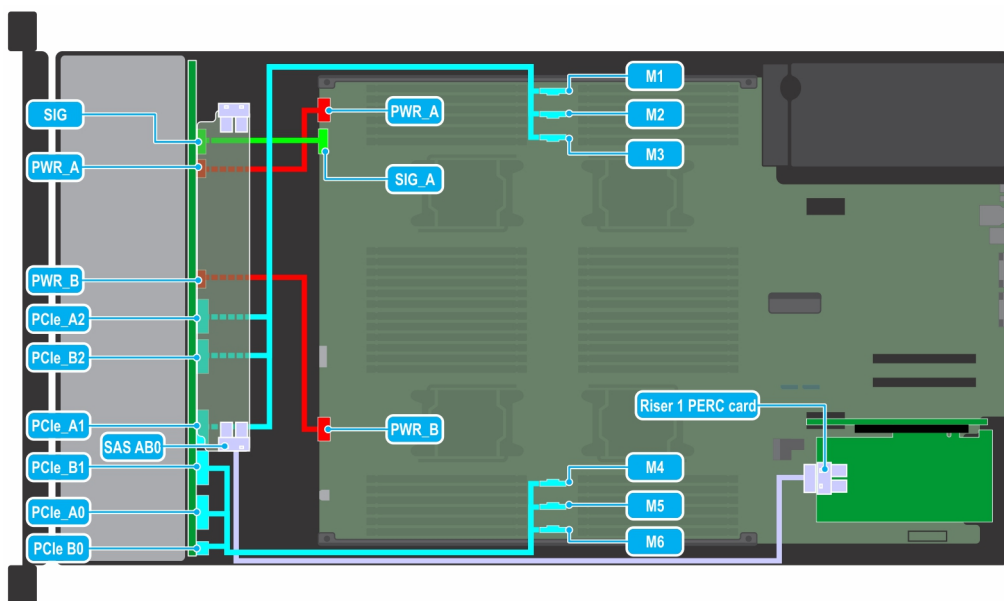 SIG
PWR_A
PWR_B
PCIe_A2
PCIe_B2
PCIe_A1
SAS AB0
PCIe_B1
PCIe_A0
PCIe B0
PWR_A
SIG_A
PWR_B
M1
M2
M3
M4
M5
M6
Riser 1 PERC card